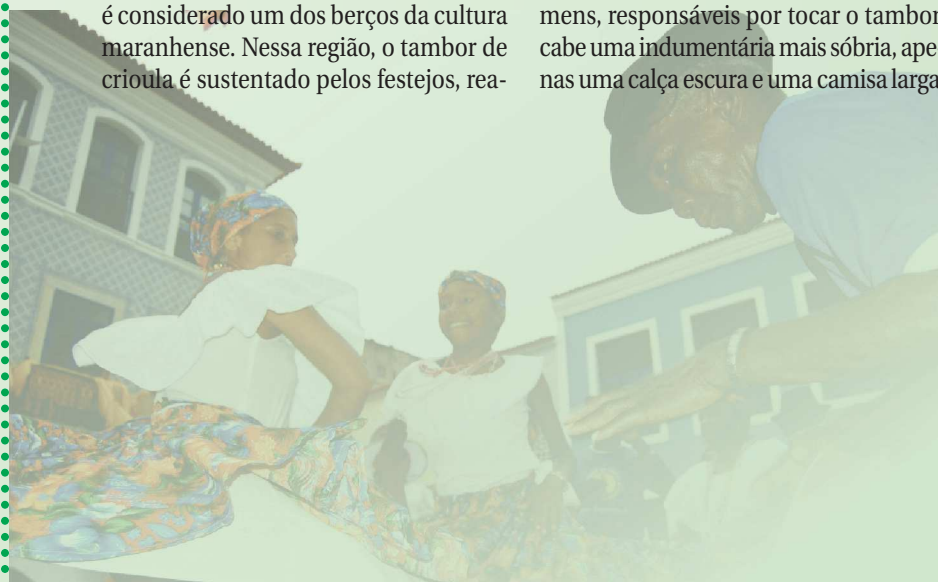 é considerado um dos berços da cultura
maranhense. Nessa região, o tambor de
crioula é sustentado pelos festejos, rea-
mens, responsáveis por tocar o tambor
cabe uma indumentária mais sóbria, ape
nas uma calça escura e uma camisa larga